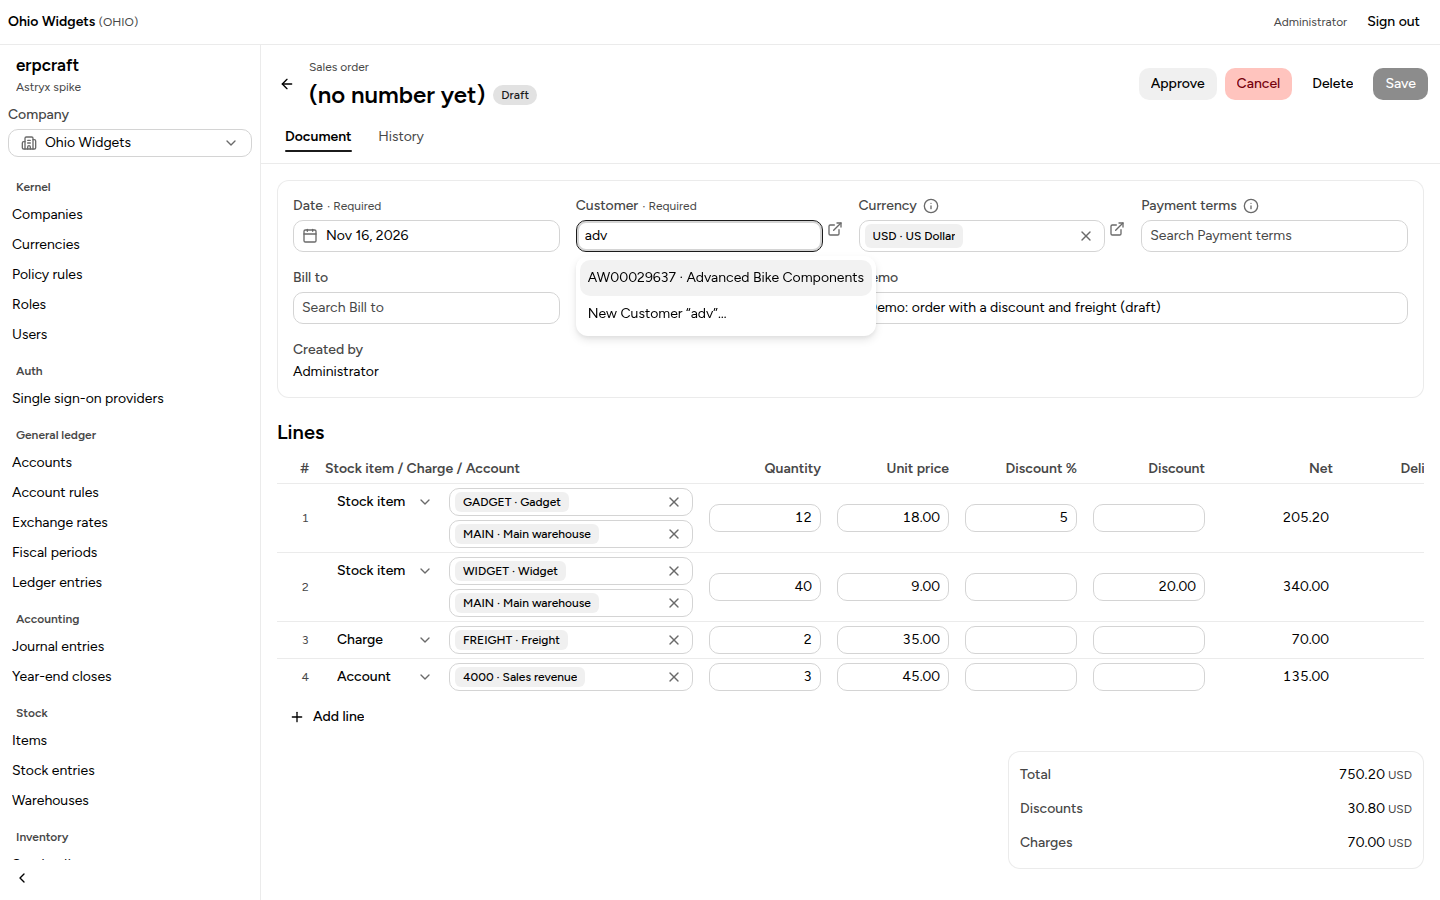 Ohio Widgets (OHIO)
Administrator
Sign out
erpcraft
Astryx spike
Company
Ohio Widgets
Kernel
Companies
Currencies
Policy rules
Roles
Users
Auth
Single sign-on providers
General ledger
Accounts
Account rules
Exchange rates
Fiscal periods
Ledger entries
Accounting
Journal entries
Year-end closes
Stock
Items
Stock entries
Warehouses
Inventory
Sales order
(no number yet) Draft
Approve
Cancel
Delete
Save
Document
History
Date · Required
Nov 16, 2026
Customer · Required
adv
AW00029637 · Advanced Bike Components
New Customer “adv”...
Currency
USD · US Dollar
Payment terms
Search Payment terms
Bill to
Search Bill to
emo
emo: order with a discount and freight (draft)
Created by
Administrator
Lines
# Stock item / Charge / Account Quantity Unit price Discount % Discount Net Deli
1 Stock item GADGET · Gadget 12 18.00 5 205.20
MAIN · Main warehouse
2 Stock item WIDGET · Widget 40 9.00 20.00 340.00
MAIN · Main warehouse
3 Charge FREIGHT · Freight 2 35.00 70.00
4 Account 4000 · Sales revenue 3 45.00 135.00
Add line
Total 750.20 USD
Discounts 30.80 USD
Charges 70.00 USD